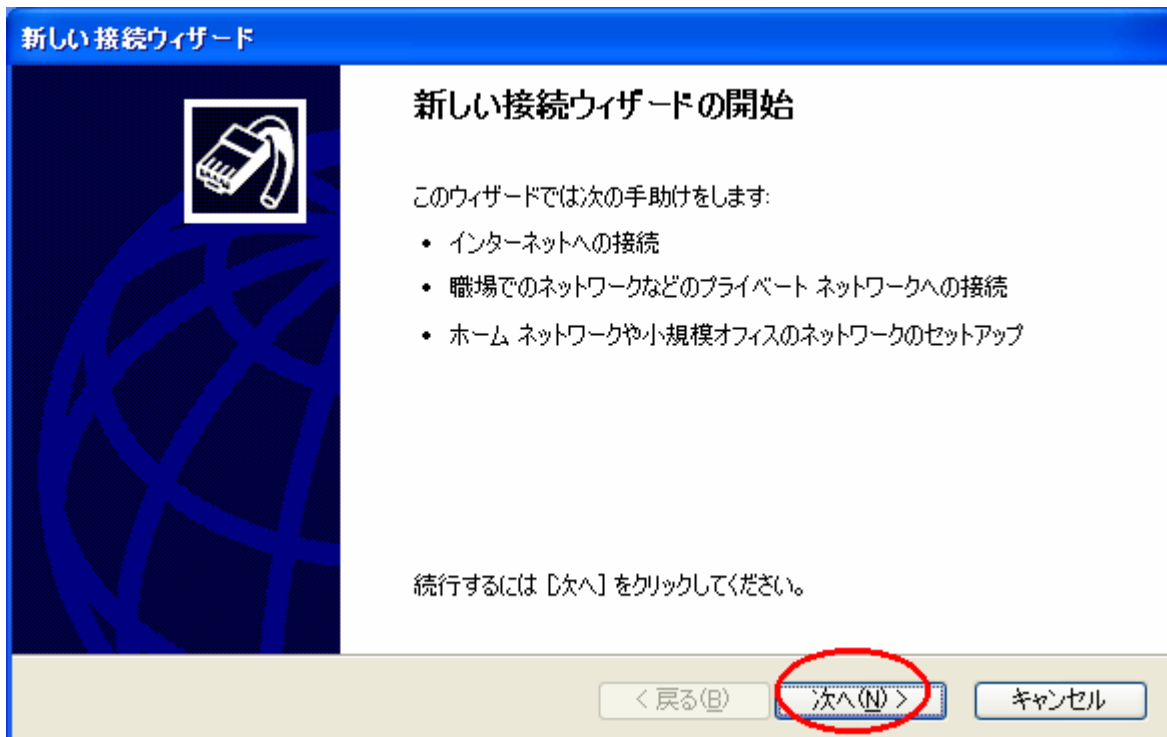 新しい接続ウィザード
新しい接続ウィザードの開始
このウィザードでは次の手助けをします:
• インターネットへの接続
• 職場でのネットワークなどのプライベート ネットワークへの接続
• ホーム ネットワークや小規模オフィスのネットワークのセットアップ
続行するには [次へ] をクリックしてください。
< 戻る(B) 次へ(N) > キャンセル